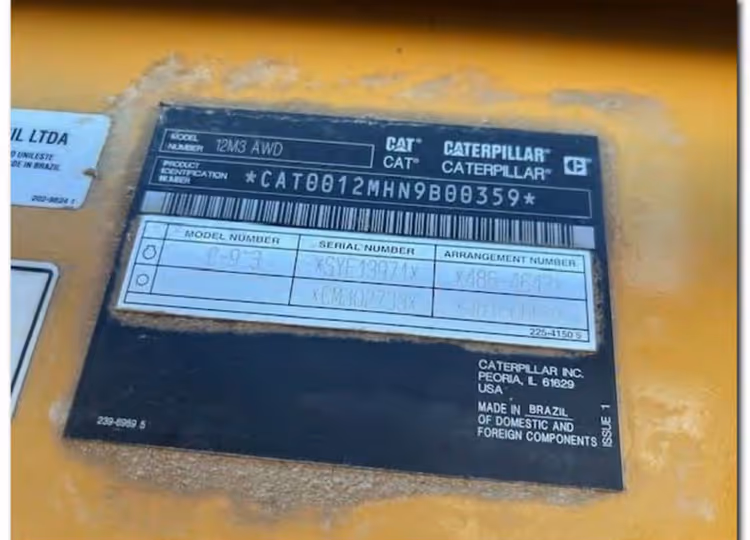 IL LTDA
UNILESTE
DE IN BRAZIL
202-9824 1
MODEL NUMBER 12M3 AWD
CAT® CATERPILLAR®
CAT® CATERPILLAR®
PRODUCT IDENTIFICATION NUMBER *CAT0012MHN9B00359*
MODEL NUMBER SERIAL NUMBER ARRANGEMENT NUMBER
225-4150 5
CATERPILLAR INC.
PEORIA, IL 61629
USA
MADE IN BRAZIL
OF DOMESTIC AND
FOREIGN COMPONENTS
ISSUE 1
239-6969 5